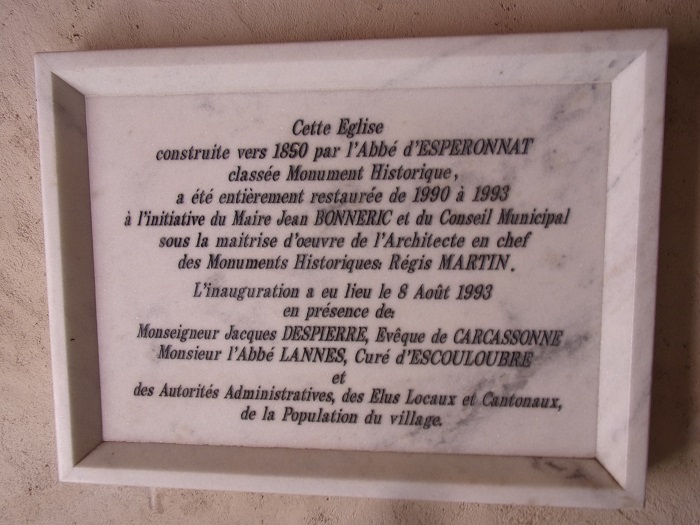 Cette Eglise
construite vers 1850 par l'Abbé d'ESPERONNAT
classée Monument Historique,
a été entièrement restaurée de 1990 à 1993
à l'initiative du Maire Jean BONNERIC et du Conseil Municipal
sous la maitrise d'œuvre de l'Architecte en chef
des Monuments Historiques: Régis MARTIN.
L'inauguration a eu lieu le 8 Août 1993
en présence de:
Monseigneur Jacques DESPIERRE, Evêque de CARCASSONNE
Monsieur l'Abbé LANNES, Curé d'ESCOULOUBRE
et
des Autorités Administratives, des Elus Locaux et Cantonaux,
de la Population du village.